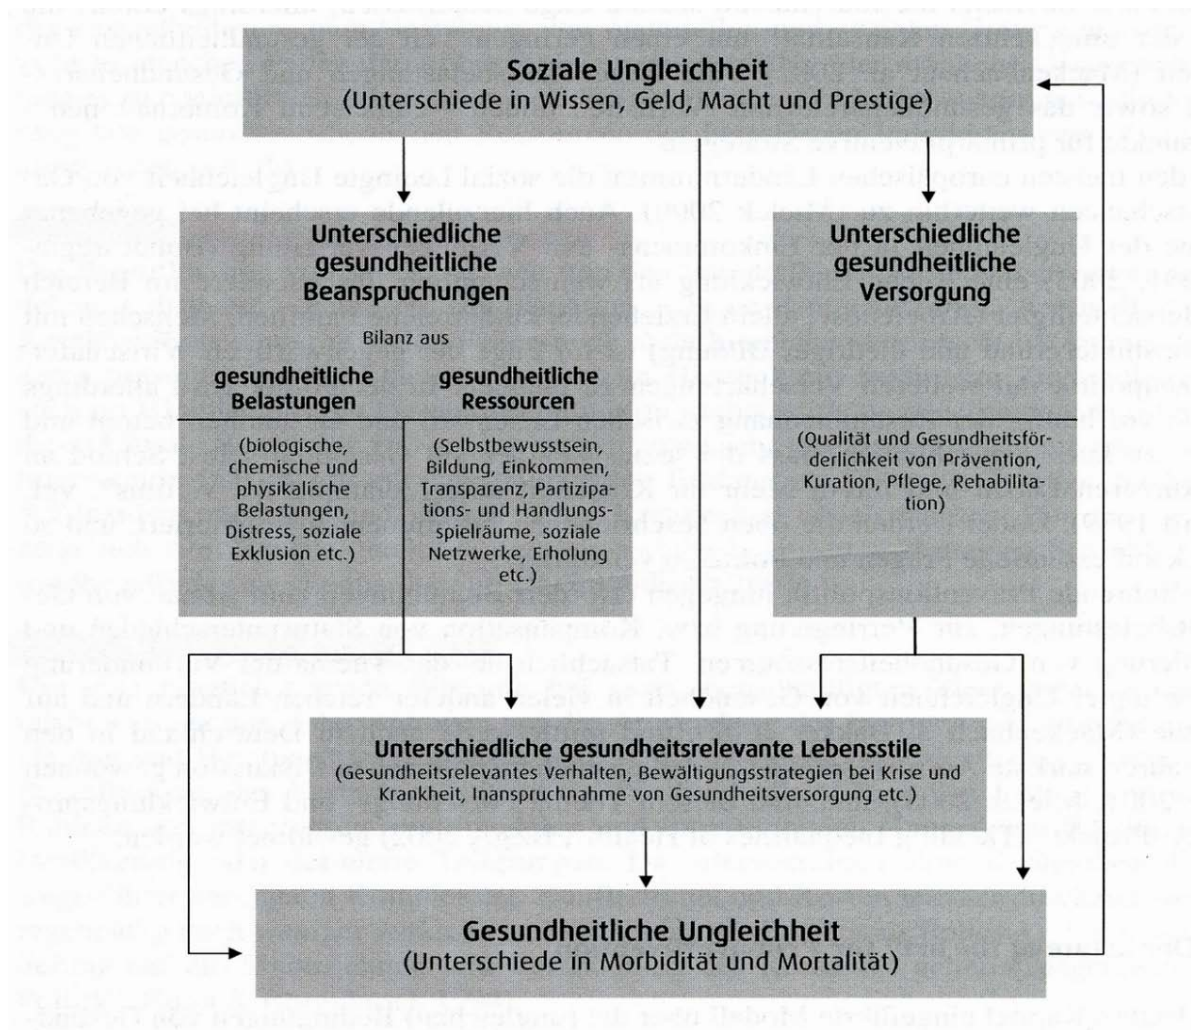 Soziale Ungleichheit
(Unterschiede in Wissen, Geld, Macht und Prestige)
Unterschiedliche
gesundheitliche
Beanspruchungen
Bilanz aus
gesundheitliche
Belastungen
(biologische,
chemische und
physikalische
Belastungen,
Distress, soziale
Exklusion etc.)
gesundheitliche
Ressourcen
(Selbstbewusstsein,
Bildung, Einkommen,
Transparenz, Partizipa-
tions- und Handlungs-
spielräume, soziale
Netzwerke, Erholung
etc.)
Unterschiedliche
gesundheitliche
Versorgung
(Qualität und Gesundheitsför-
derlichkeit von Prävention,
Kuration, Pflege, Rehabilita-
tion)
Unterschiedliche gesundheitsrelevante Lebensstile
(Gesundheitsrelevantes Verhalten, Bewältigungsstrategien bei Krise und
Krankheit, Inanspruchnahme von Gesundheitsversorgung etc.)
Gesundheitliche Ungleichheit
(Unterschiede in Morbidität und Mortalität)